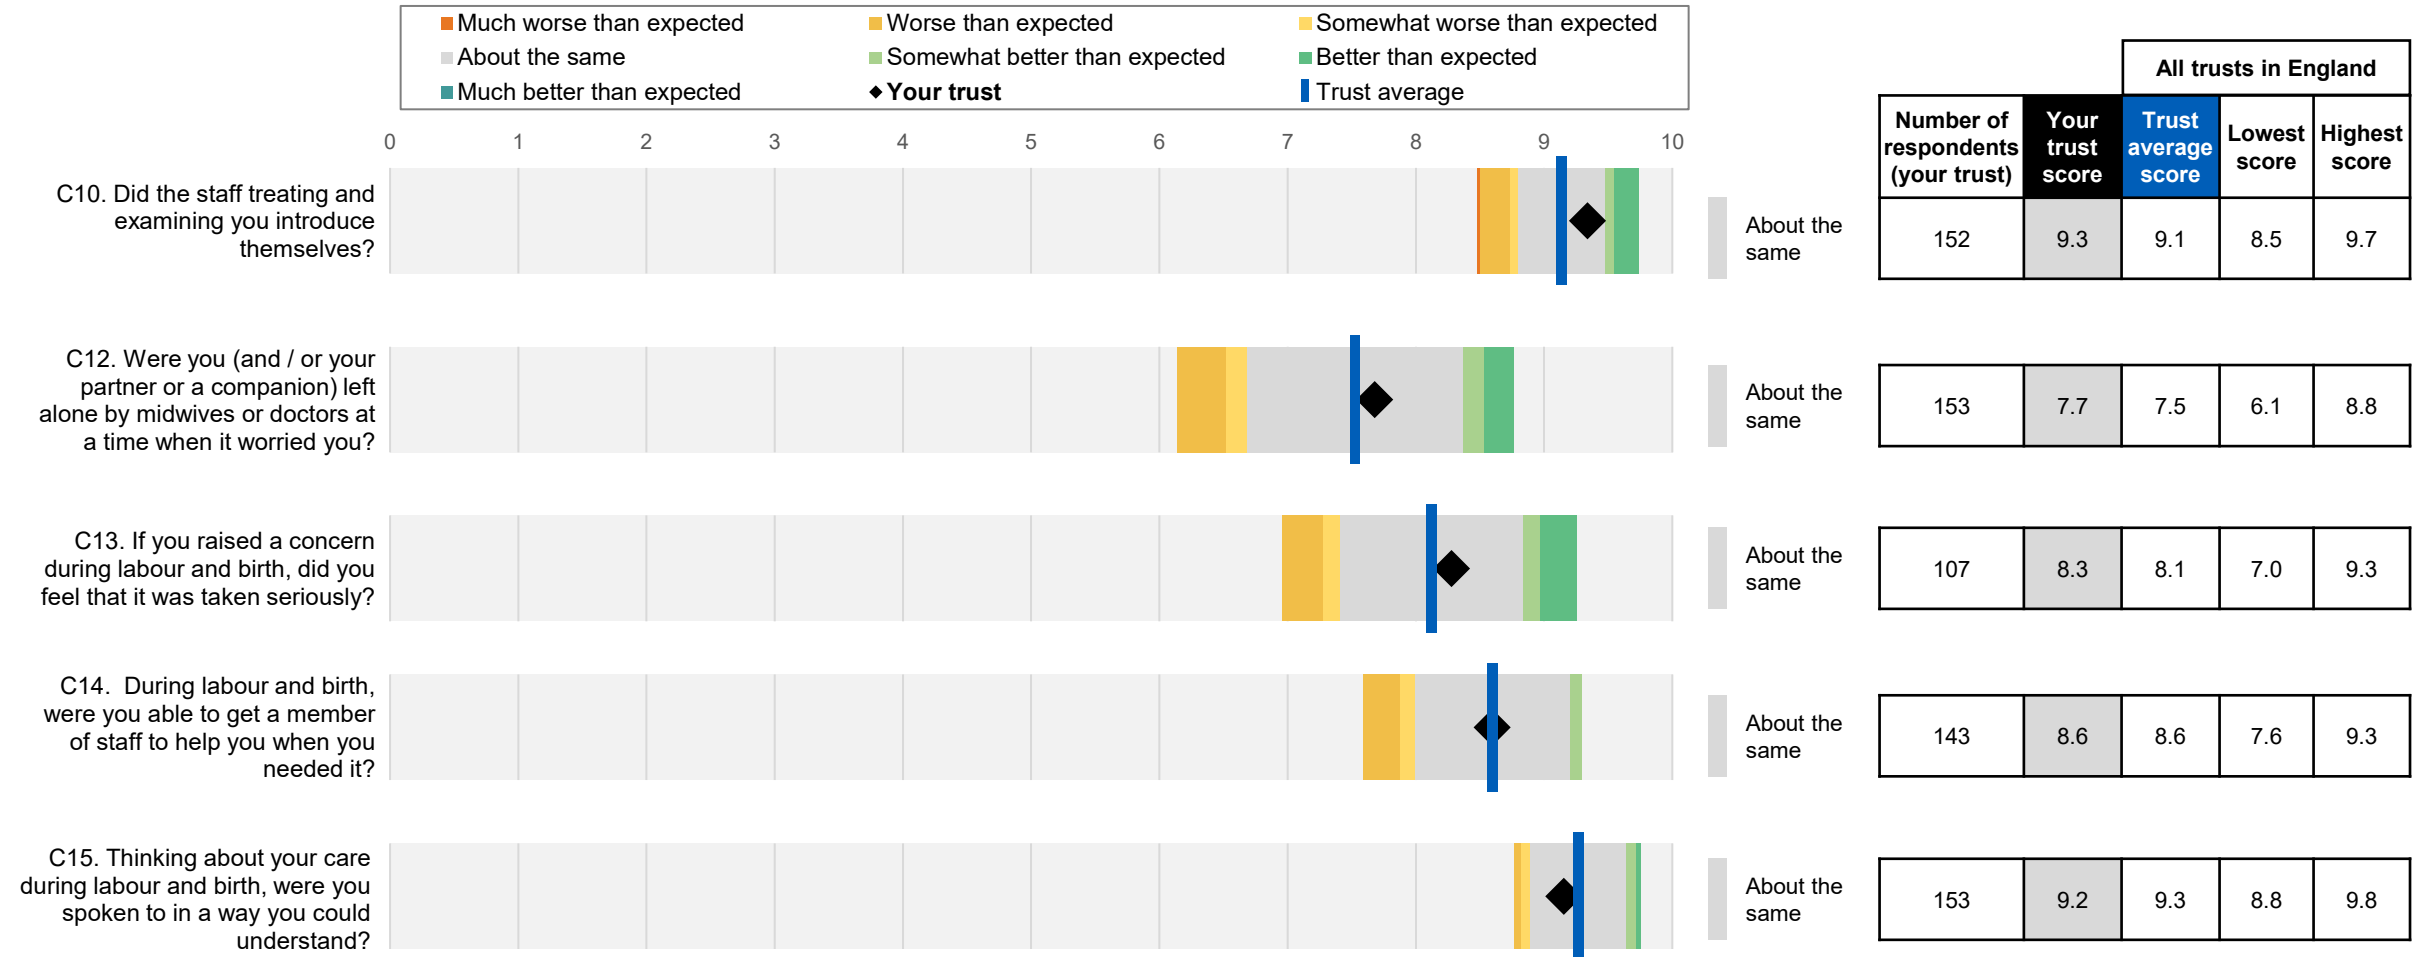 Much worse than expected
Worse than expected
Somewhat worse than expected
About the same
Somewhat better than expected
Better than expected
Much better than expected
Your trust
Trust average
All trusts in England
Number of
respondents
(your trust)
Your
trust
score
Trust
average
score
Lowest
score
Highest
score
0 1 2 3 4 5 6 7 8 9 10
C10. Did the staff treating and
examining you introduce
themselves?
About the
same
152 9.3 9.1 8.5 9.7
C12. Were you (and / or your
partner or a companion) left
alone by midwives or doctors at
a time when it worried you?
About the
same
153 7.7 7.5 6.1 8.8
C13. If you raised a concern
during labour and birth, did you
feel that it was taken seriously?
About the
same
107 8.3 8.1 7.0 9.3
C14.  During labour and birth,
were you able to get a member
of staff to help you when you
needed it?
About the
same
143 8.6 8.6 7.6 9.3
C15. Thinking about your care
during labour and birth, were you
spoken to in a way you could
understand?
About the
same
153 9.2 9.3 8.8 9.8